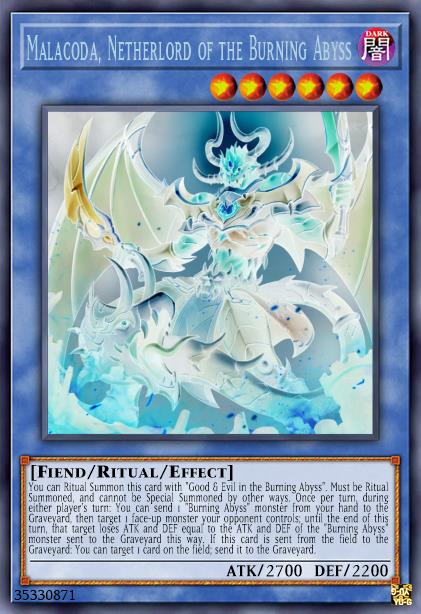 Malacoda, Netherlord of the Burning Abyss
DARK
闇
[Fiend/Ritual/Effect]
You can Ritual Summon this card with "Good & Evil in the Burning Abyss". Must be Ritual
Summoned, and cannot be Special Summoned by other ways. Once per turn, during
either player's turn: You can send 1 "Burning Abyss" monster from your hand to the
Graveyard, then target 1 face-up monster your opponent controls; until the end of this
turn, that target loses ATK and DEF equal to the ATK and DEF of the "Burning Abyss"
monster sent to the Graveyard this way. If this card is sent from the field to the
Graveyard: You can target 1 card on the field; send it to the Graveyard.
ATK/2700 DEF/2200
35330871